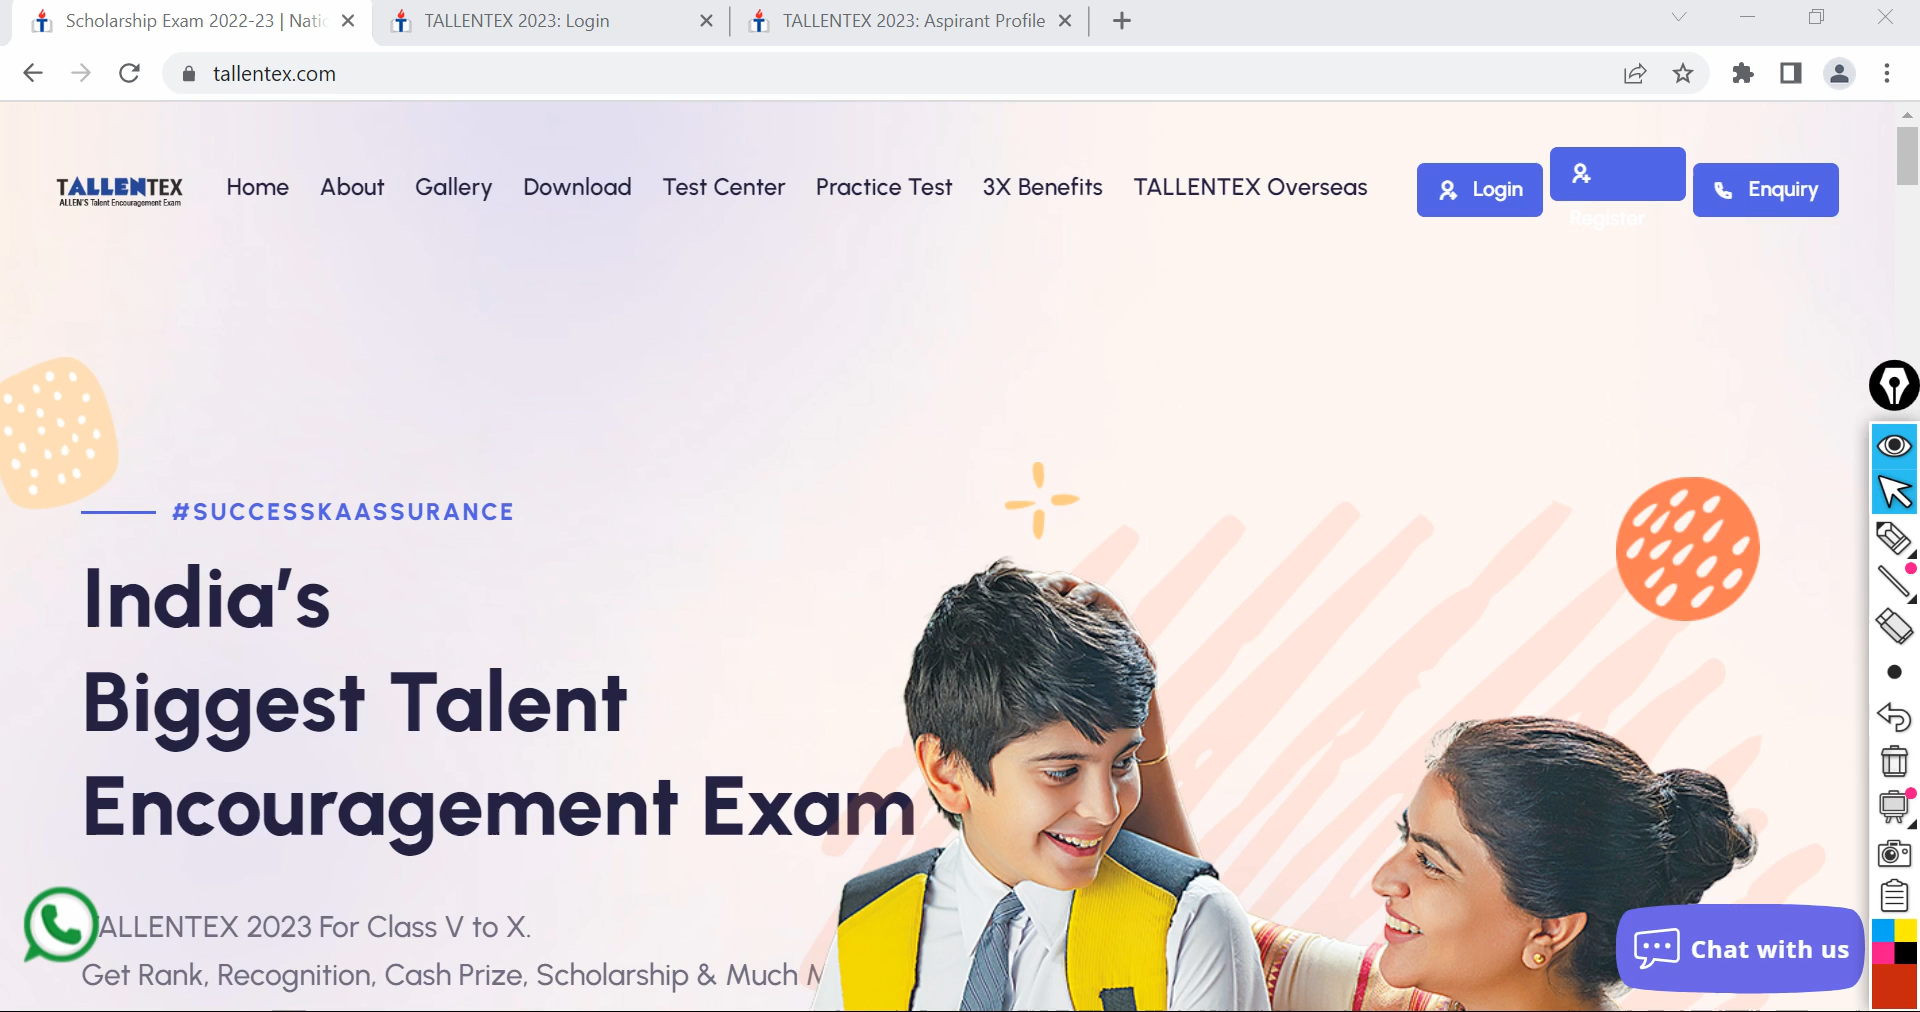 Scholarship Exam 2022-23 | Natio
TALLENTEX 2023: Login
TALLENTEX 2023: Aspirant Profile
tallentex.com
TALLENTEX
ALLEN'S Talent Encouragement Exam
Home
About
Gallery
Download
Test Center
Practice Test
3X Benefits
TALLENTEX Overseas
Login
Register
Enquiry
#SUCCESSKAASSURANCE
India's
Biggest Talent
Encouragement Exam
ALLENTEX 2023 For Class V to X.
Get Rank, Recognition, Cash Prize, Scholarship & Much M
Chat with us